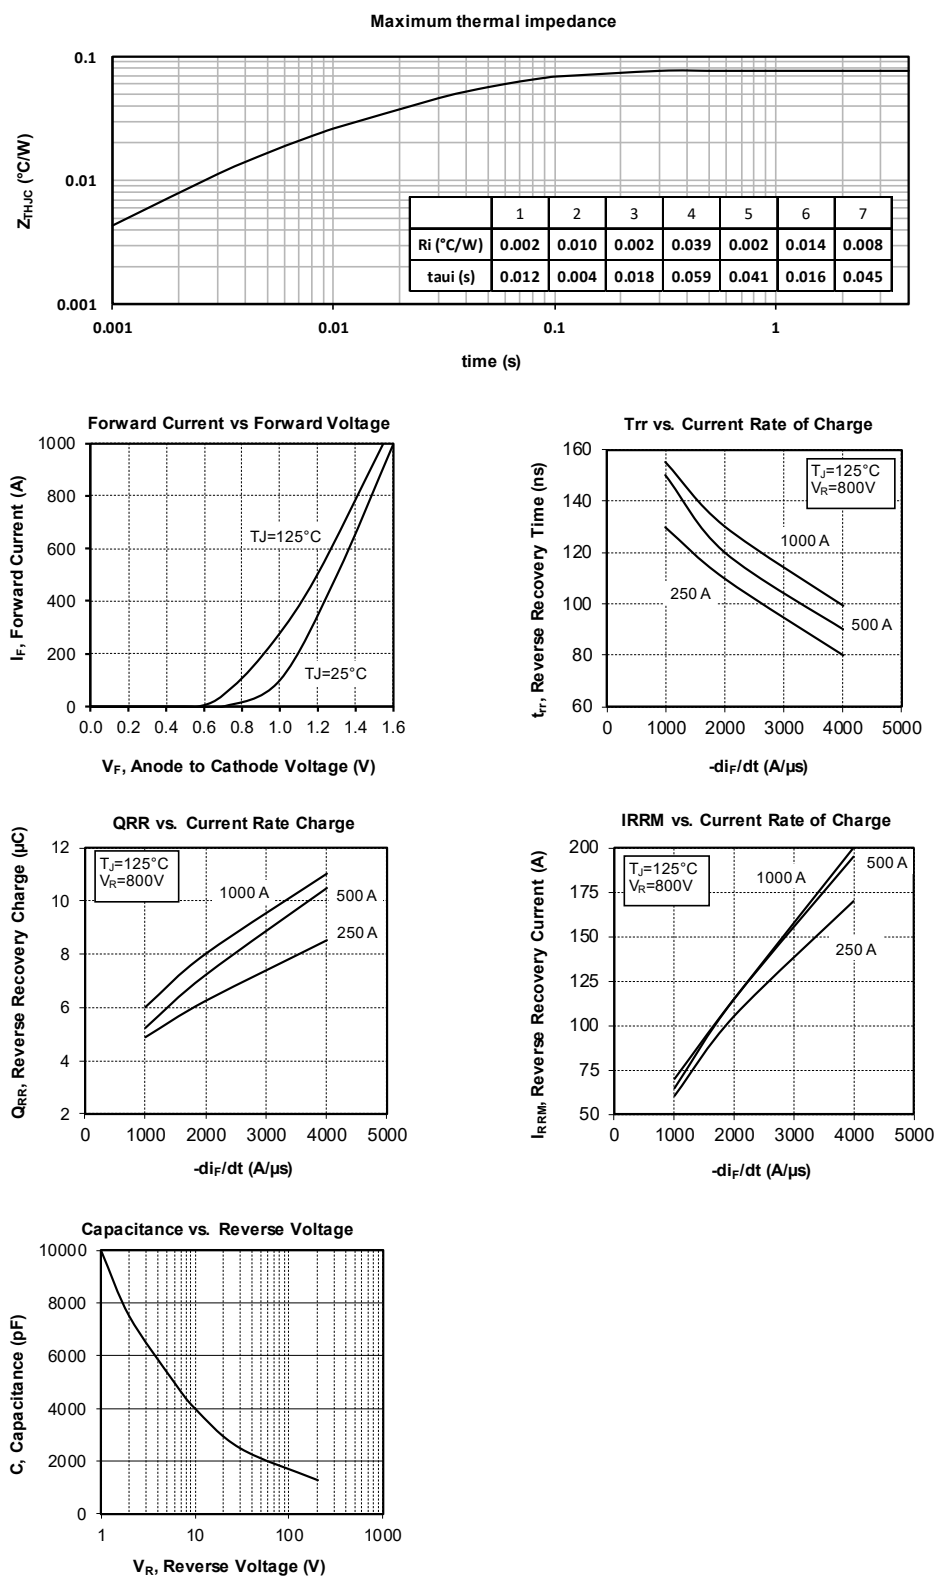 Maximum thermal impedance
Z_THJC (°C/W)
0.1
0.01
0.001
1 2 3 4 5 6 7
Ri (°C/W) 0.002 0.010 0.002 0.039 0.002 0.014 0.008
taui (s) 0.012 0.004 0.018 0.059 0.041 0.016 0.045
0.001 0.01 0.1 1
time (s)
Forward Current vs Forward Voltage
I_F, Forward Current (A)
1000
800
600
400
200
0
TJ=125°C
TJ=25°C
0.0 0.2 0.4 0.6 0.8 1.0 1.2 1.4 1.6
V_F, Anode to Cathode Voltage (V)
Trr vs. Current Rate of Charge
t_rr, Reverse Recovery Time (ns)
160
140
120
100
80
60
T_J=125°C
V_R=800V
1000 A
250 A
500 A
0 1000 2000 3000 4000 5000
-di_F/dt (A/µs)
QRR vs. Current Rate Charge
Q_RR, Reverse Recovery Charge (µC)
12
10
8
6
4
2
T_J=125°C
V_R=800V
1000 A
500 A
250 A
0 1000 2000 3000 4000 5000
-di_F/dt (A/µs)
IRRM vs. Current Rate of Charge
I_RRM, Reverse Recovery Current (A)
200
175
150
125
100
75
50
T_J=125°C
V_R=800V
500 A
1000 A
250 A
0 1000 2000 3000 4000 5000
-di_F/dt (A/µs)
Capacitance vs. Reverse Voltage
C, Capacitance (pF)
10000
8000
6000
4000
2000
0
1 10 100 1000
V_R, Reverse Voltage (V)